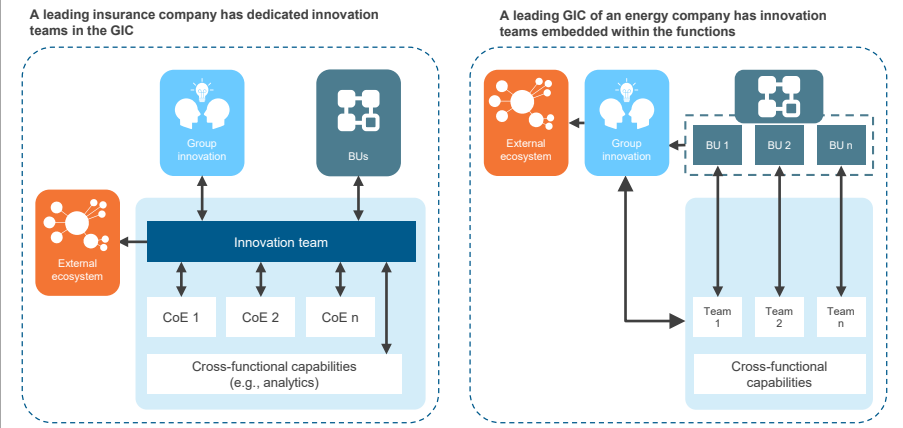 A leading insurance company has dedicated innovation
teams in the GIC
Group
innovation
BUs
External
ecosystem
Innovation team
CoE 1
CoE 2
CoE n
Cross-functional capabilities
(e.g., analytics)
A leading GIC of an energy company has innovation
teams embedded within the functions
External
ecosystem
Group
innovation
BU 1
BU 2
BU n
Team
1
Team
2
Team
n
Cross-functional
capabilities